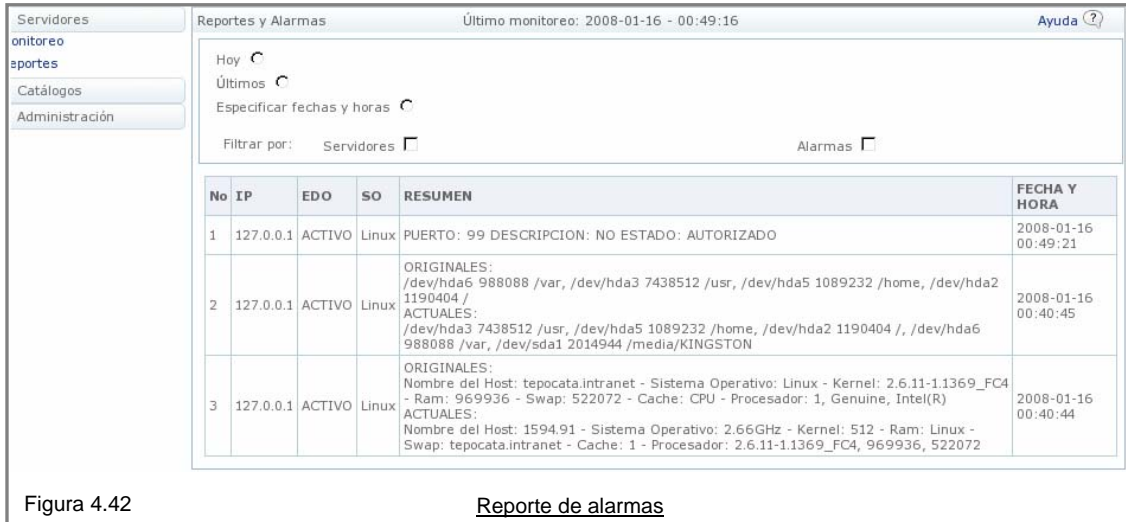 Servidores
onitoreo
eportes
Catálogos
Administración
Reportes y Alarmas
Último monitoreo: 2008-01-16 - 00:49:16
Ayuda ?
Hoy
Últimos
Especificar fechas y horas
Filtrar por:
Servidores
Alarmas
No IP EDO SO RESUMEN FECHA Y
HORA
1 127.0.0.1 ACTIVO Linux PUERTO: 99 DESCRIPCION: NO ESTADO: AUTORIZADO 2008-01-16
00:49:21
ORIGINALES:
/dev/hda6 988088 /var, /dev/hda3 7438512 /usr, /dev/hda5 1089232 /home, /dev/hda2
1190404 /
2 127.0.0.1 ACTIVO Linux ACTUALES:
/dev/hda3 7438512 /usr, /dev/hda5 1089232 /home, /dev/hda2 1190404 /, /dev/hda6
988088 /var, /dev/sda1 2014944 /media/KINGSTON
2008-01-16
00:40:45
ORIGINALES:
Nombre del Host: tepocata.intranet - Sistema Operativo: Linux - Kernel: 2.6.11-1.1369_FC4
- Ram: 969936 - Swap: 522072 - Cache: CPU - Procesador: 1, Genuine, Intel(R)
3 127.0.0.1 ACTIVO Linux ACTUALES:
Nombre del Host: 1594.91 - Sistema Operativo: 2.66GHz - Kernel: 512 - Ram: Linux -
Swap: tepocata.intranet - Cache: 1 - Procesador: 2.6.11-1.1369_FC4, 969936, 522072
2008-01-16
00:40:44
Figura 4.42
Reporte de alarmas